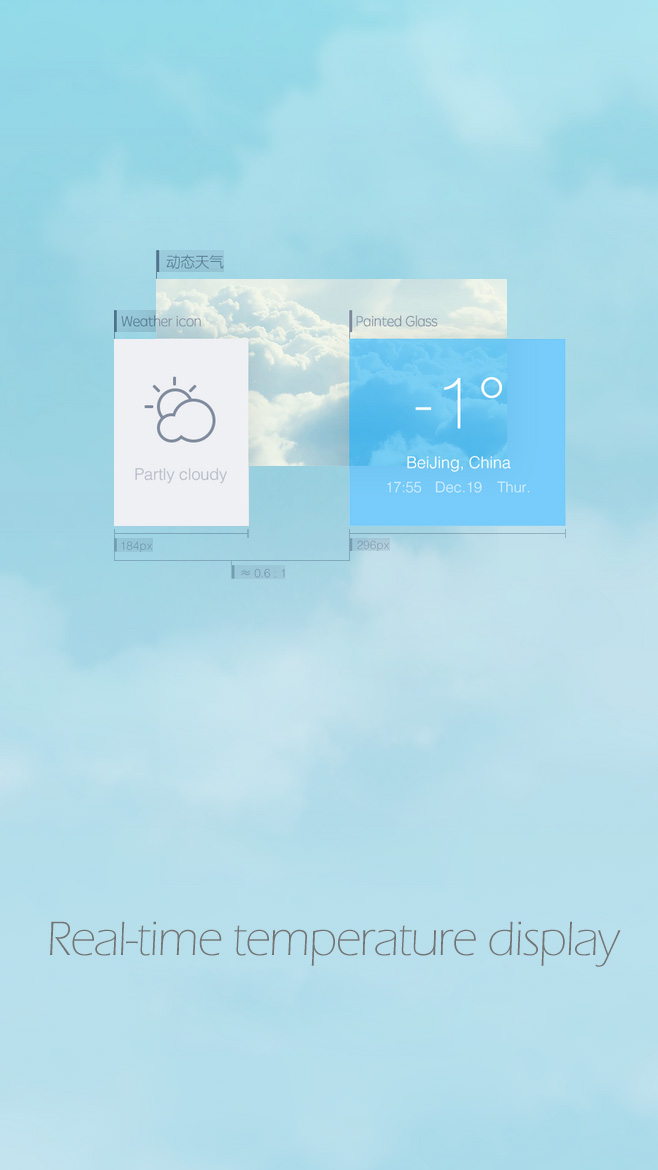 动态天气
Weather icon
Painted Glass
-1°
Partly cloudy
BeiJing, China
17:55 Dec.19 Thur.
184px
296px
≈ 0.6 : 1
Real-time temperature display